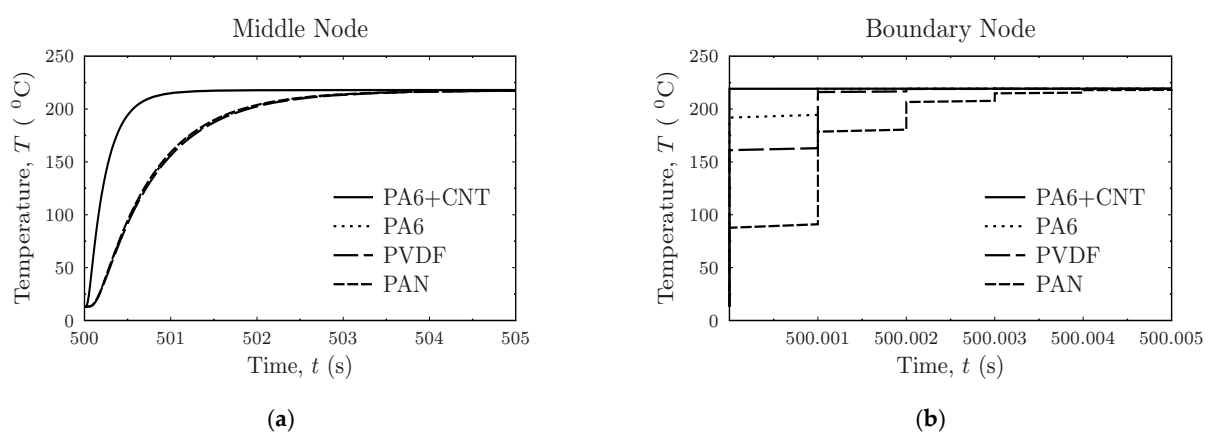 Middle Node
250
200
150
100
50
0
Temperature, T ( ⁰C)
PA6+CNT
PA6
PVDF
PAN
500 501 502 503 504 505
Time, t (s)
(a)
Boundary Node
250
200
150
100
50
0
Temperature, T ( ⁰C)
PA6+CNT
PA6
PVDF
PAN
500.001 500.002 500.003 500.004 500.005
Time, t (s)
(b)